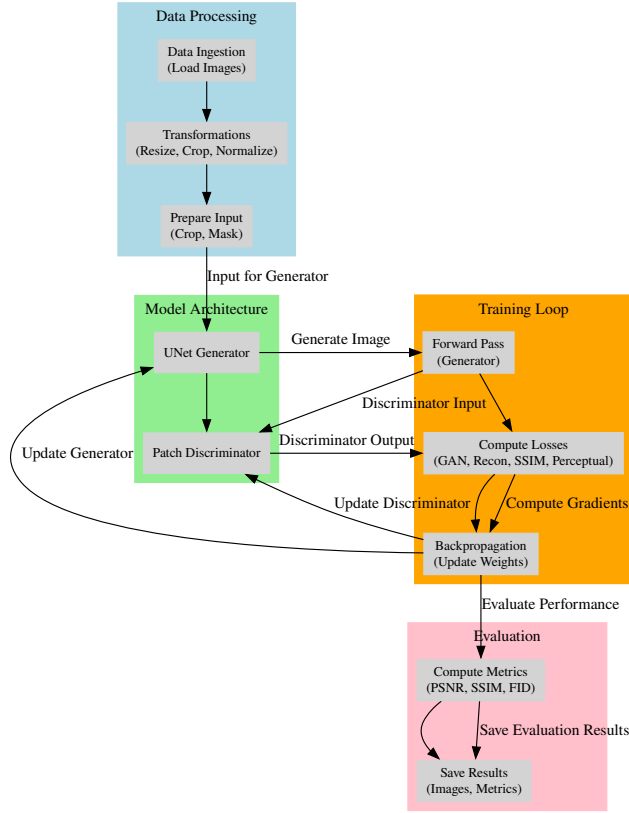 Data Processing
Data Ingestion
(Load Images)
Transformations
(Resize, Crop, Normalize)
Prepare Input
(Crop, Mask)
Input for Generator
Model Architecture
UNet Generator
Generate Image
Training Loop
Forward Pass
(Generator)
Discriminator Input
Update Generator
Patch Discriminator
Discriminator Output
Compute Losses
(GAN, Recon, SSIM, Perceptual)
Update Discriminator
Compute Gradients
Backpropagation
(Update Weights)
Evaluate Performance
Evaluation
Compute Metrics
(PSNR, SSIM, FID)
Save Evaluation Results
Save Results
(Images, Metrics)